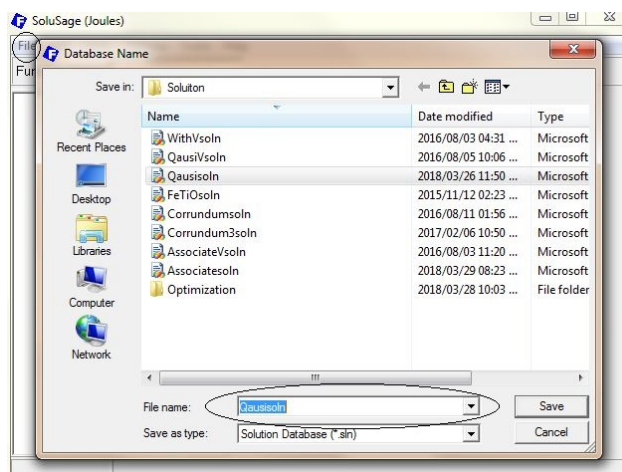 SoluSage (Joules)
File
Database Name
Save in: Soluiton
Name Date modified Type
Recent Places
Desktop
Libraries
Computer
Network
WithVsoln 2016/08/03 04:31 ... Microsoft
QausiVsoln 2016/08/05 10:06 ... Microsoft
Qausisoln 2018/03/26 11:50 ... Microsoft
FeTiOsoln 2015/11/12 02:23 ... Microsoft
Corrundumsoln 2016/08/11 01:56 ... Microsoft
Corrundum3soln 2017/02/06 10:50 ... Microsoft
AssociateVsoln 2016/08/03 11:20 ... Microsoft
Associatesoln 2018/03/29 08:23 ... Microsoft
Optimization 2018/03/28 10:03 ... File folder
File name: Qausisoln Save
Save as type: Solution Database (*.sln) Cancel